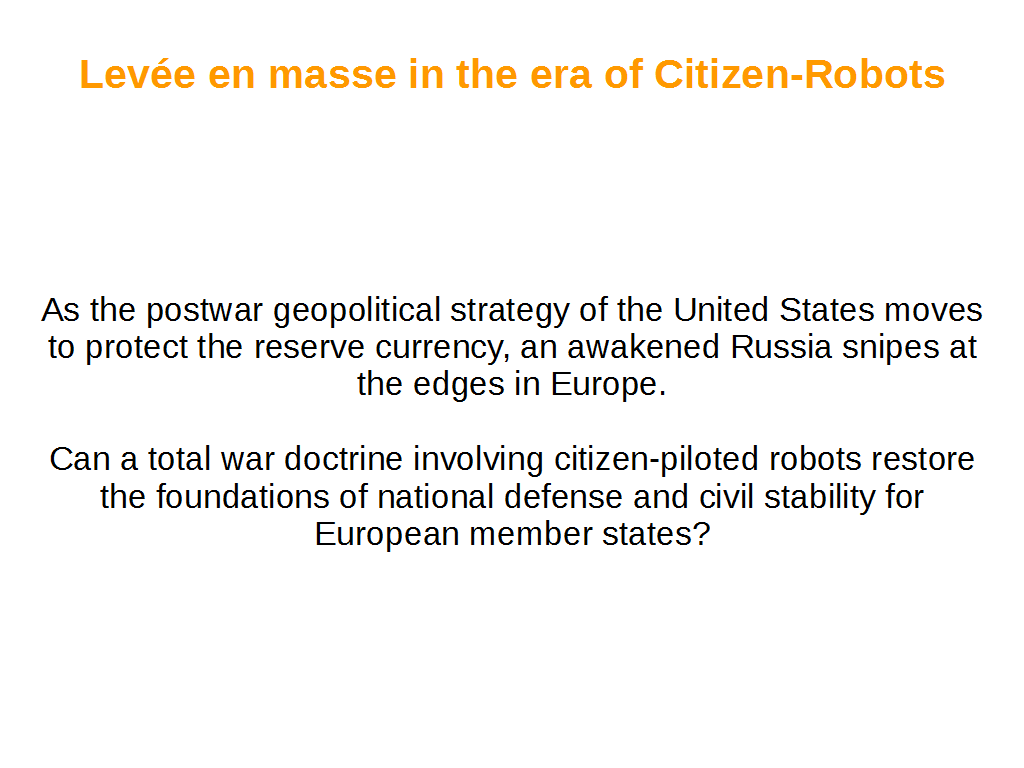 Levée en masse in the era of Citizen-Robots
As the postwar geopolitical strategy of the United States moves
to protect the reserve currency, an awakened Russia snipes at
the edges in Europe.
Can a total war doctrine involving citizen-piloted robots restore
the foundations of national defense and civil stability for
European member states?